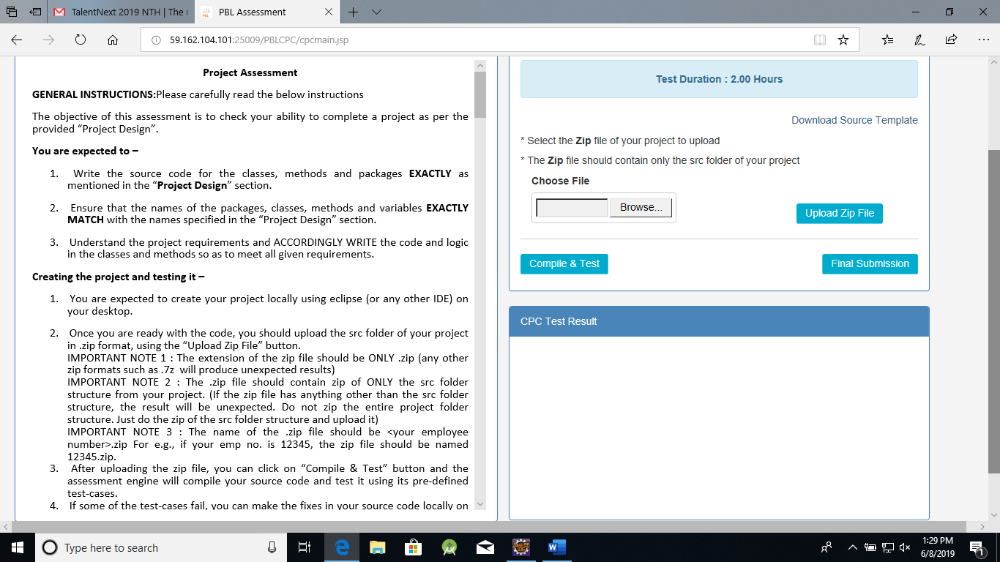 TalentNext 2019 NTH | The
PBL Assessment
59.162.104.101:25009/PBLCPC/cpcmain.jsp
Project Assessment
GENERAL INSTRUCTIONS:Please carefully read the below instructions
The objective of this assessment is to check your ability to complete a project as per the
provided “Project Design”.
You are expected to –
1. Write the source code for the classes, methods and packages EXACTLY as
mentioned in the “Project Design” section.
2. Ensure that the names of the packages, classes, methods and variables EXACTLY
MATCH with the names specified in the “Project Design” section.
3. Understand the project requirements and ACCORDINGLY WRITE the code and logic
in the classes and methods so as to meet all given requirements.
Creating the project and testing it –
1. You are expected to create your project locally using eclipse (or any other IDE) on
your desktop.
2. Once you are ready with the code, you should upload the src folder of your project
in .zip format, using the “Upload Zip File” button.
IMPORTANT NOTE 1 : The extension of the zip file should be ONLY .zip (any other
zip formats such as .7z will produce unexpected results)
IMPORTANT NOTE 2 : The .zip file should contain zip of ONLY the src folder
structure from your project. (If the zip file has anything other than the src folder
structure, the result will be unexpected. Do not zip the entire project folder
structure. Just do the zip of the src folder structure and upload it)
IMPORTANT NOTE 3 : The name of the .zip file should be <your employee
number>.zip For e.g., if your emp no. is 12345, the zip file should be named
12345.zip.
3. After uploading the zip file, you can click on “Compile & Test” button and the
assessment engine will compile your source code and test it using its pre-defined
test-cases.
4. If some of the test-cases fail, you can make the fixes in your source code locally on
Test Duration : 2.00 Hours
Download Source Template
* Select the Zip file of your project to upload
* The Zip file should contain only the src folder of your project
Choose File
Browse...
Upload Zip File
Compile & Test
Final Submission
CPC Test Result
Type here to search
1:29 PM
6/8/2019
1